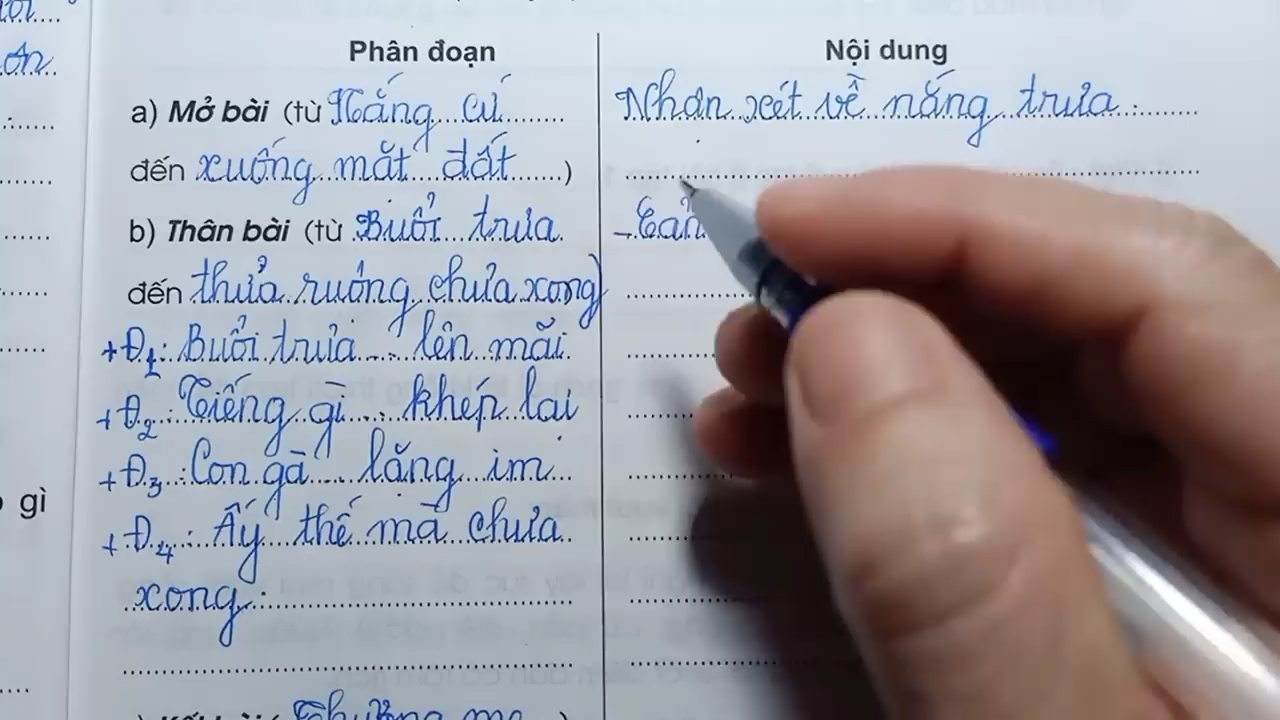 Phân đoạn
Nội dung
a) Mở bài (từ Nắng cứ
đến xuống mặt đất)
Nhận xét về nắng trưa.
b) Thân bài (từ Buổi trưa
đến thửa ruộng chưa xong)
- Cản
+ Đ1: Buổi trưa ... lên mãi.
+ Đ2: Tiếng gì ... khép lại
+ Đ3: Con gà ... lặng im
+ Đ4: Ấy thế mà chưa
xong.
gì